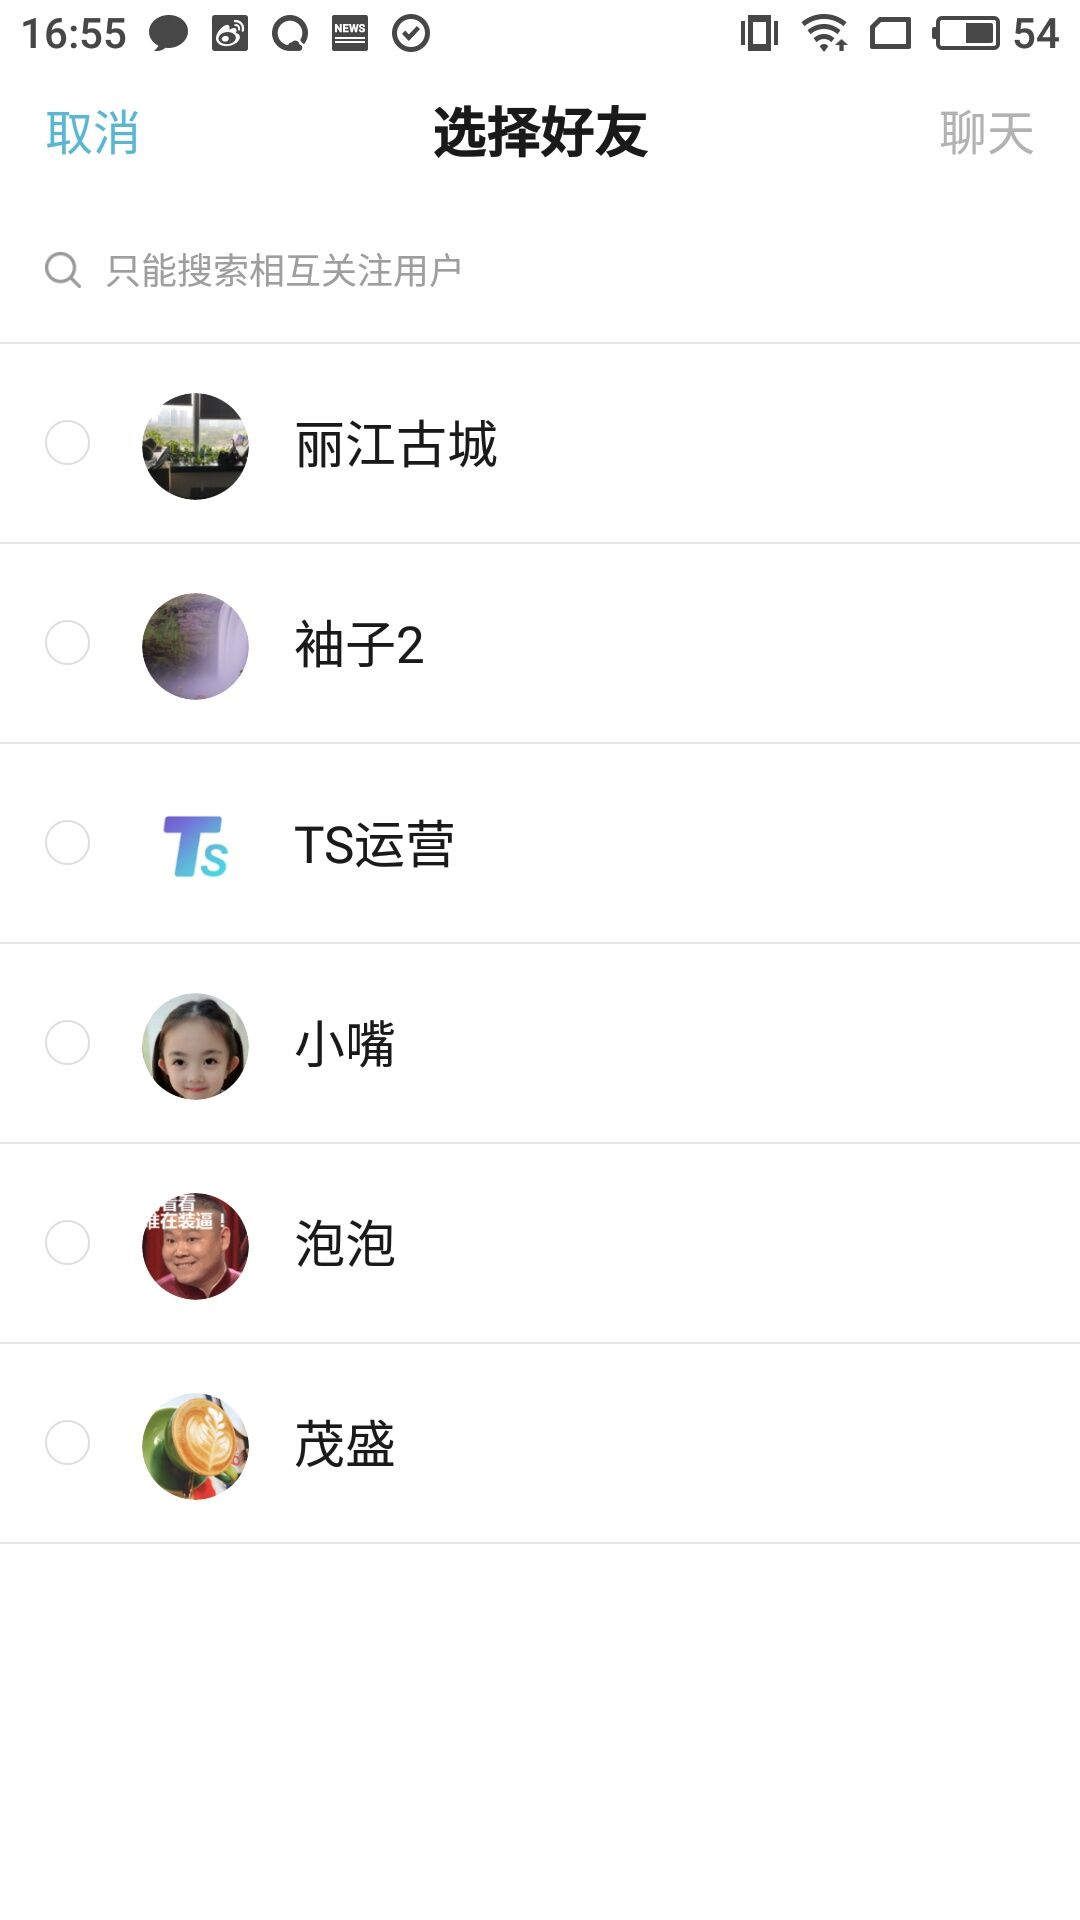 16:55 NEWS 54
取消 选择好友 聊天
只能搜索相互关注用户
丽江古城
袖子2
TS运营
Ts
小嘴
泡泡
看看
谁在装逼！
茂盛